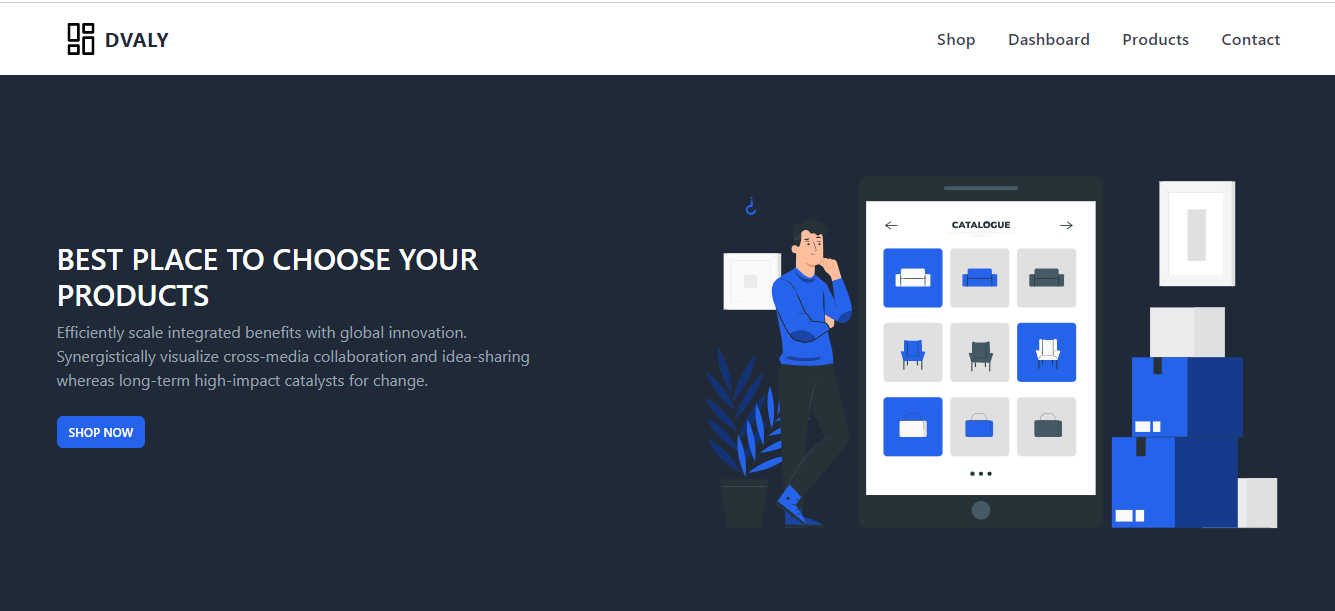 DVALY
Shop
Dashboard
Products
Contact
BEST PLACE TO CHOOSE YOUR
PRODUCTS
Efficiently scale integrated benefits with global innovation.
Synergistically visualize cross-media collaboration and idea-sharing
whereas long-term high-impact catalysts for change.
SHOP NOW
¿
CATALOGUE